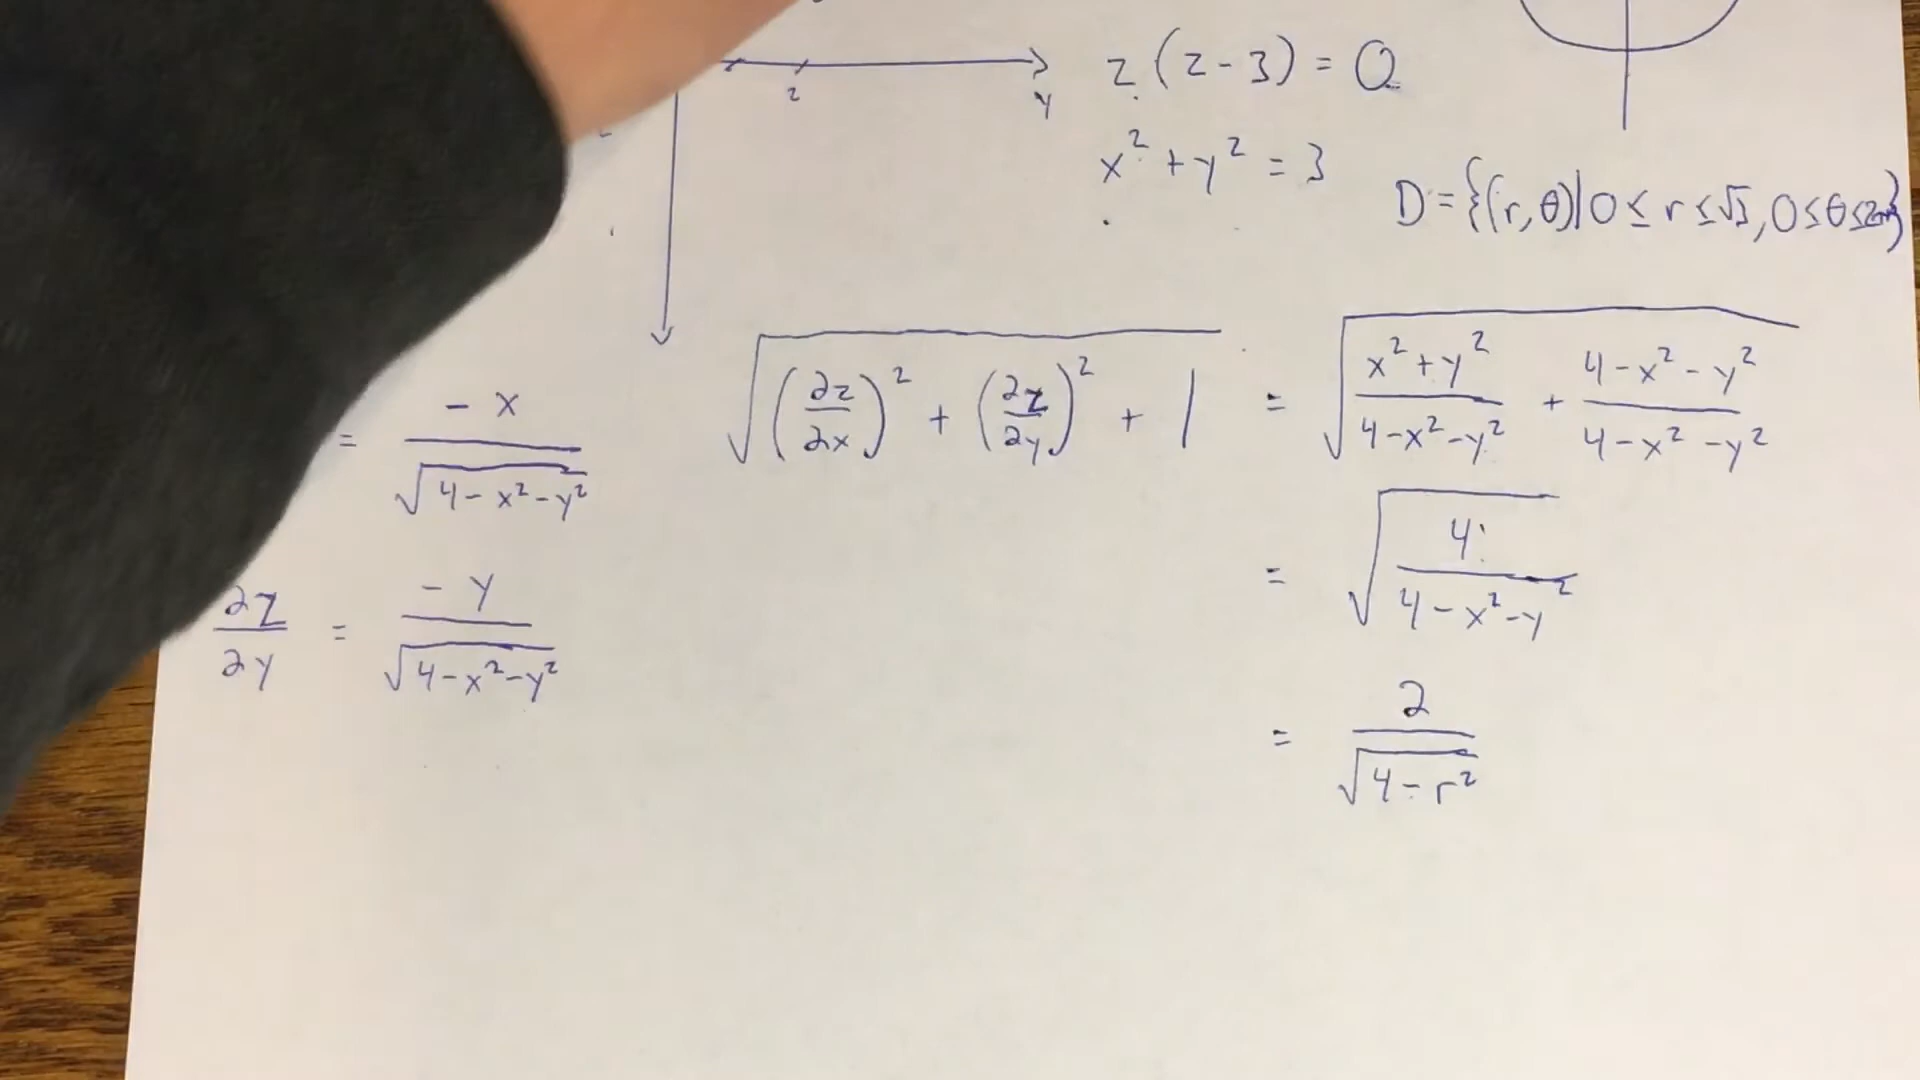 2
y
z(z-3) = 0
x² + y² = 3
D = {(r, θ) | 0 ≤ r ≤ √3, 0 ≤ θ ≤ 2π}
= -x / √(4-x²-y²)
√((∂z/∂x)² + (∂z/∂y)² + 1) = √((x²+y²)/(4-x²-y²) + (4-x²-y²)/(4-x²-y²))
= √(4/(4-x²-y²))
∂z/∂y = -y / √(4-x²-y²)
= 2 / √(4-r²)